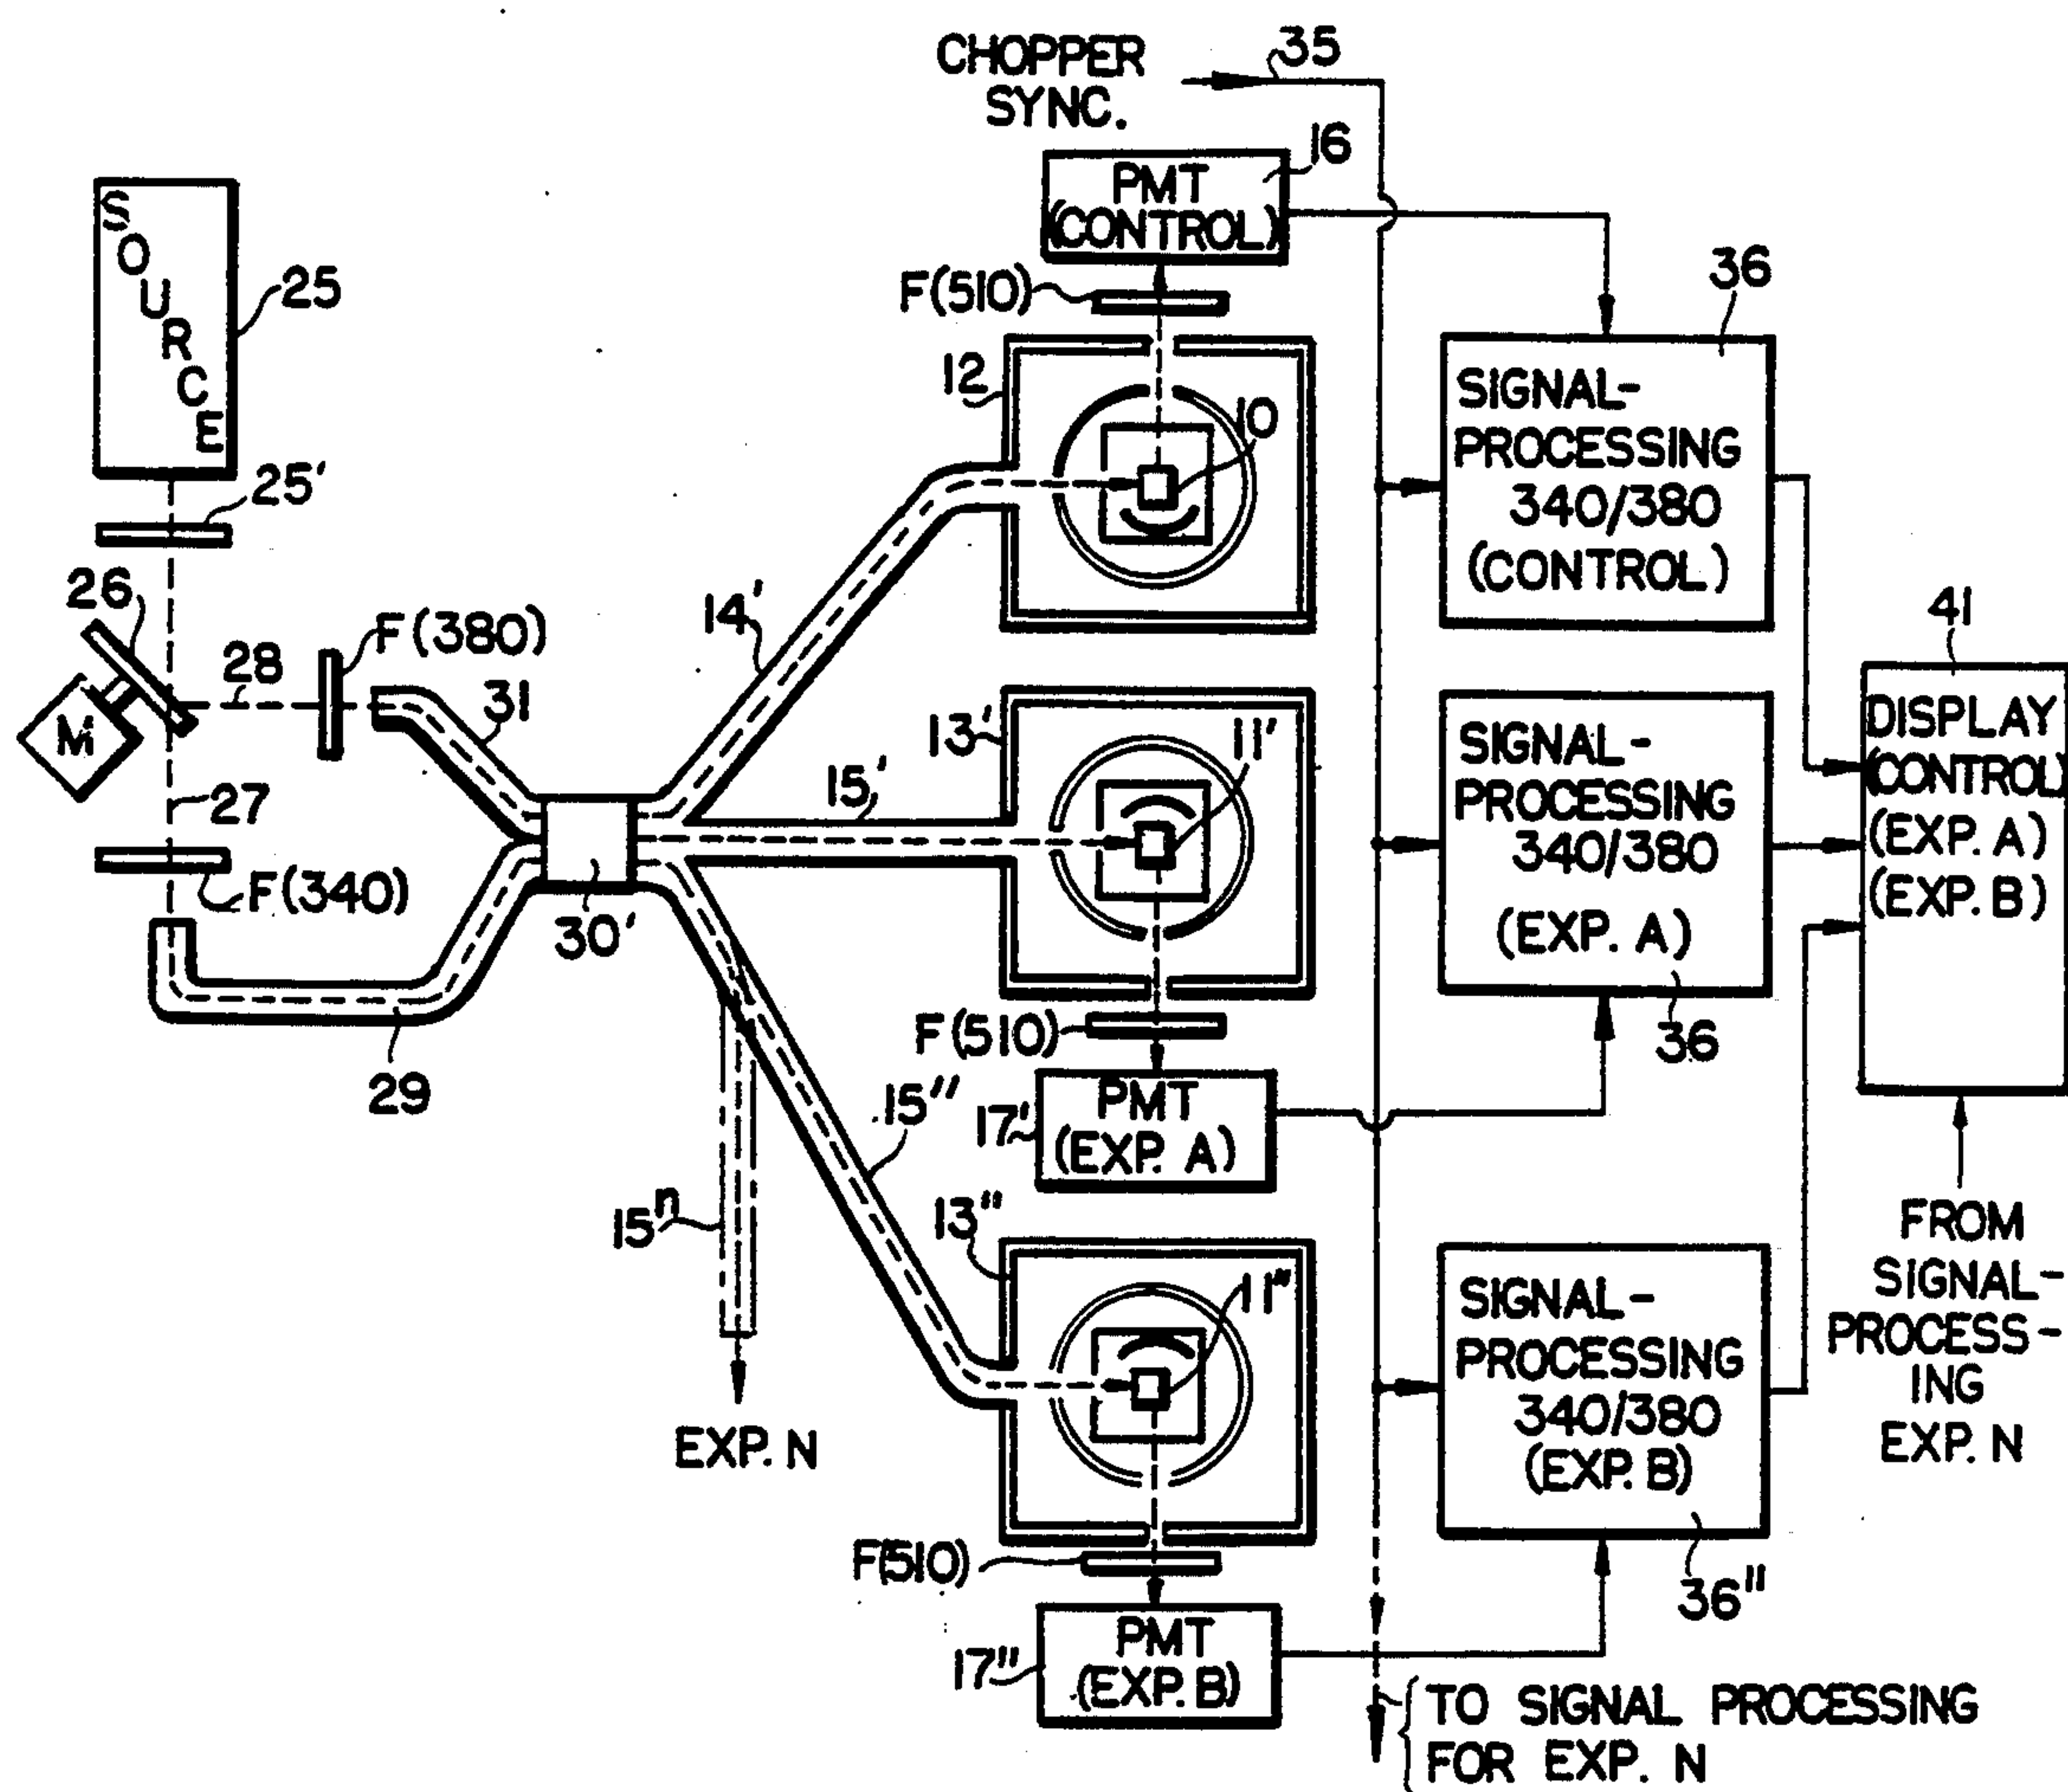 CHOPPER
SYNC.
35
16
PMT
(CONTROL)
F(510)
SOURCE
25
25'
36
12
10
SIGNAL-
PROCESSING
340/380
(CONTROL)
26
F(380)
28
M
31
14'
41
27
F(340)
30'
15'
13'
11'
SIGNAL-
PROCESSING
340/380
(EXP. A)
36
DISPLAY
(CONTROL)
(EXP. A)
(EXP. B)
29
F(510)
PMT
(EXP. A)
17'
15"
15n
EXP. N
13"
11"
SIGNAL-
PROCESSING
340/380
(EXP. B)
36"
FROM
SIGNAL-
PROCESS-
ING
EXP. N
F(510)
PMT
(EXP. B)
17"
TO SIGNAL PROCESSING
FOR EXP. N